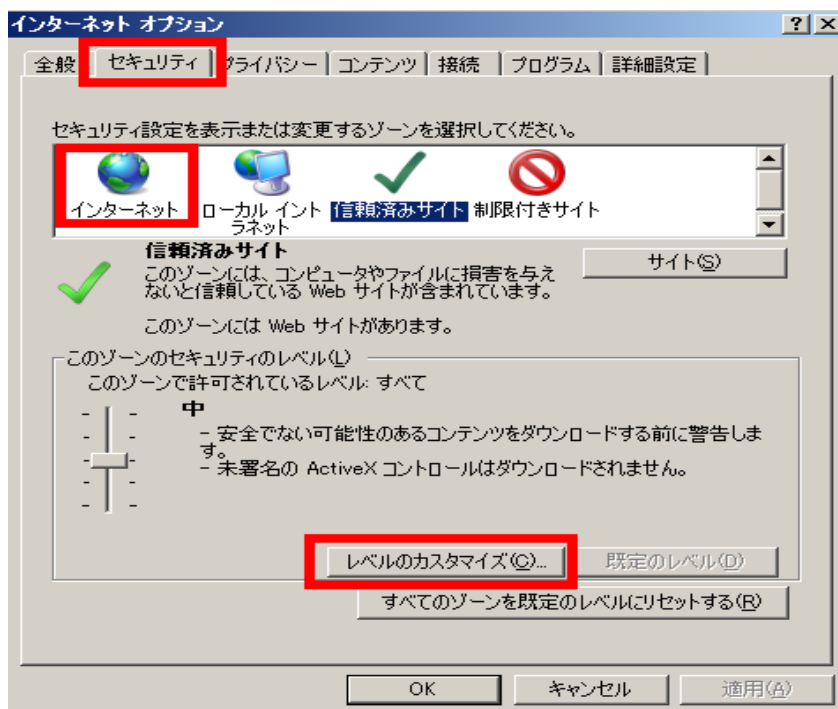 インターネット オプション
全般 セキュリティ プライバシー コンテンツ 接続 プログラム 詳細設定
セキュリティ設定を表示または変更するゾーンを選択してください。
インターネット ローカル イント 信頼済みサイト 制限付きサイト
ラネット
信頼済みサイト
このゾーンには、コンピュータやファイルに損害を与え
ないと信頼している Web サイトが含まれています。
サイト(S)
このゾーンには Web サイトがあります。
このゾーンのセキュリティのレベル(L)
このゾーンで許可されているレベル: すべて
中
- 安全でない可能性のあるコンテンツをダウンロードする前に警告しま
す。
- 未署名の ActiveX コントロールはダウンロードされません。
レベルのカスタマイズ(C)... 既定のレベル(D)
すべてのゾーンを既定のレベルにリセットする(R)
OK キャンセル 適用(A)